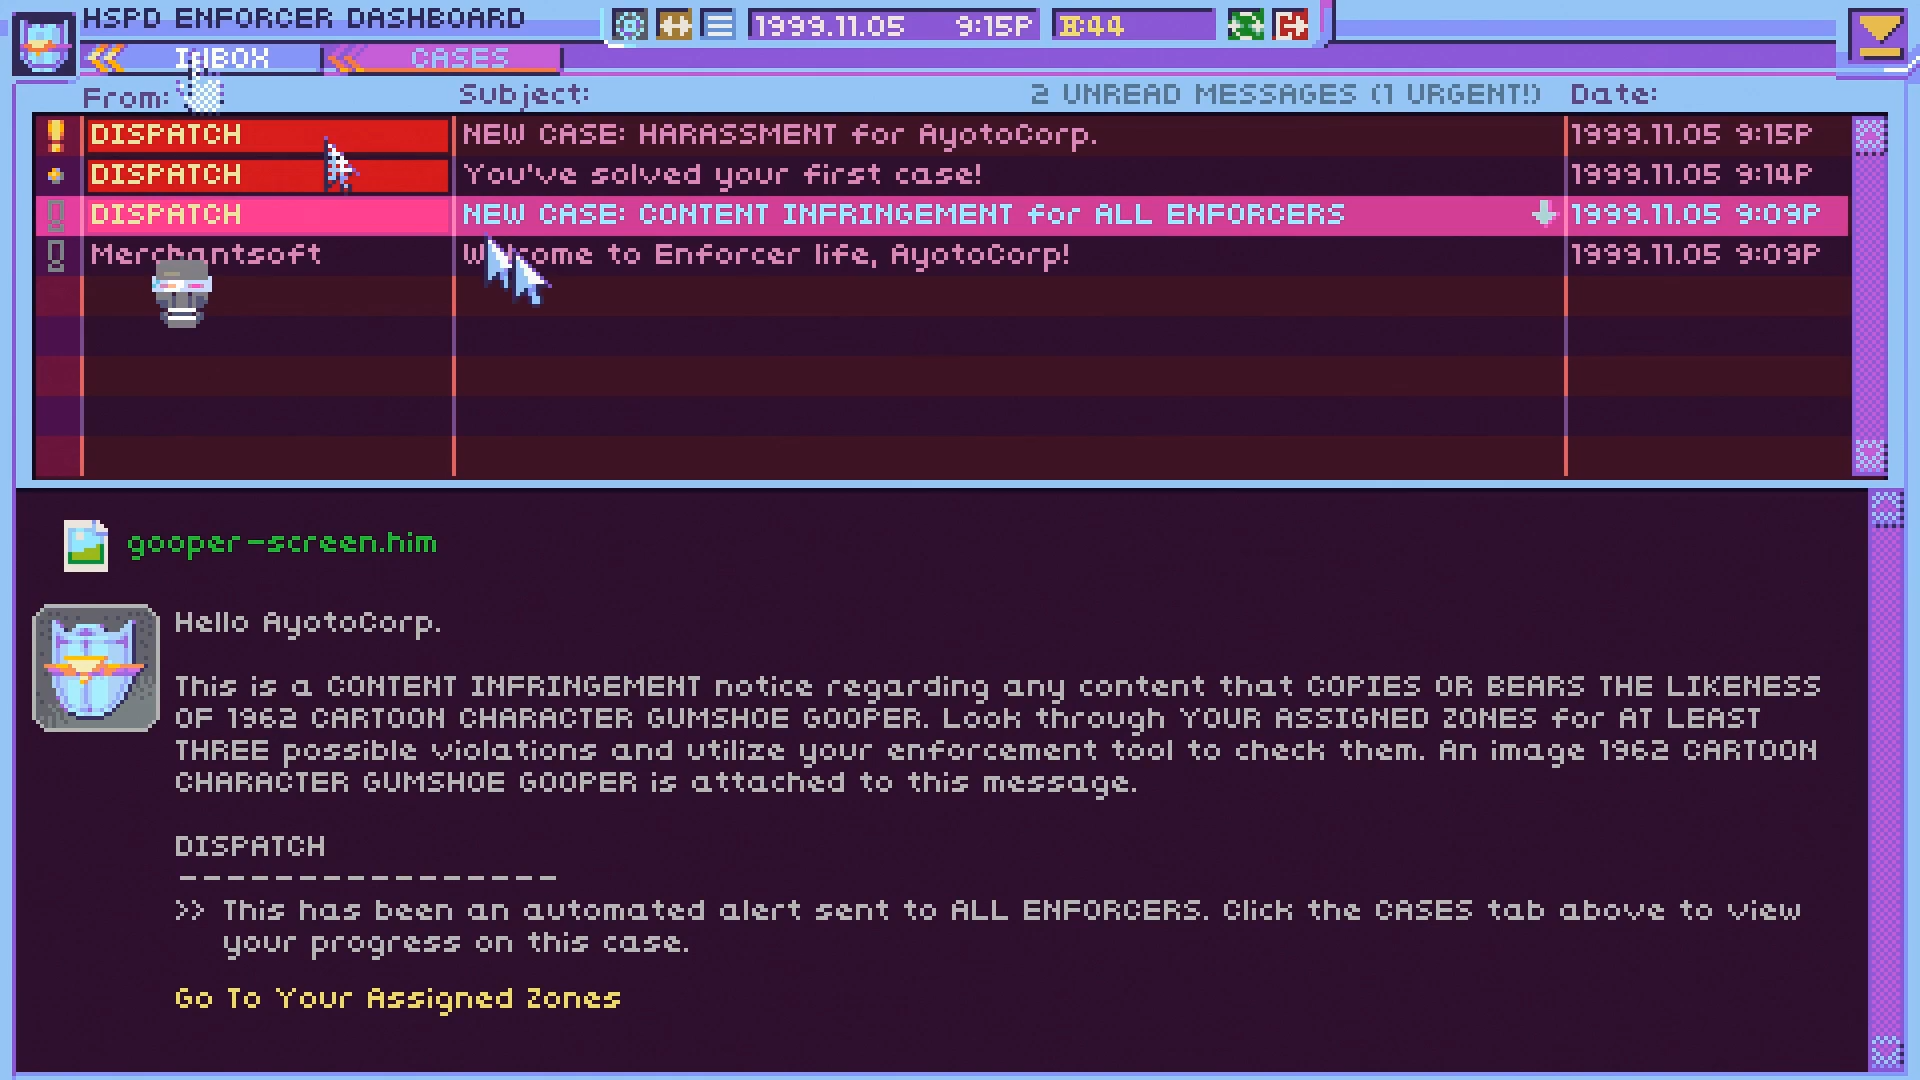 HSPD ENFORCER DASHBOARD
1999.11.05 9:15P
44
INBOX
CASES
From:
Subject:
2 UNREAD MESSAGES (1 URGENT!)
Date:
DISPATCH NEW CASE: HARASSMENT for AyotoCorp. 1999.11.05 9:15P
DISPATCH You've solved your first case! 1999.11.05 9:14P
DISPATCH NEW CASE: CONTENT INFRINGEMENT for ALL ENFORCERS 1999.11.05 9:09P
Merchantsoft Welcome to Enforcer life, AyotoCorp! 1999.11.05 9:09P
gooper-screen.him
Hello AyotoCorp.
This is a CONTENT INFRINGEMENT notice regarding any content that COPIES OR BEARS THE LIKENESS
OF 1962 CARTOON CHARACTER GUMSHOE GOOPER. Look through YOUR ASSIGNED ZONES for AT LEAST
THREE possible violations and utilize your enforcement tool to check them. An image 1962 CARTOON
CHARACTER GUMSHOE GOOPER is attached to this message.
DISPATCH
----------------
>> This has been an automated alert sent to ALL ENFORCERS. Click the CASES tab above to view
your progress on this case.
Go To Your Assigned Zones